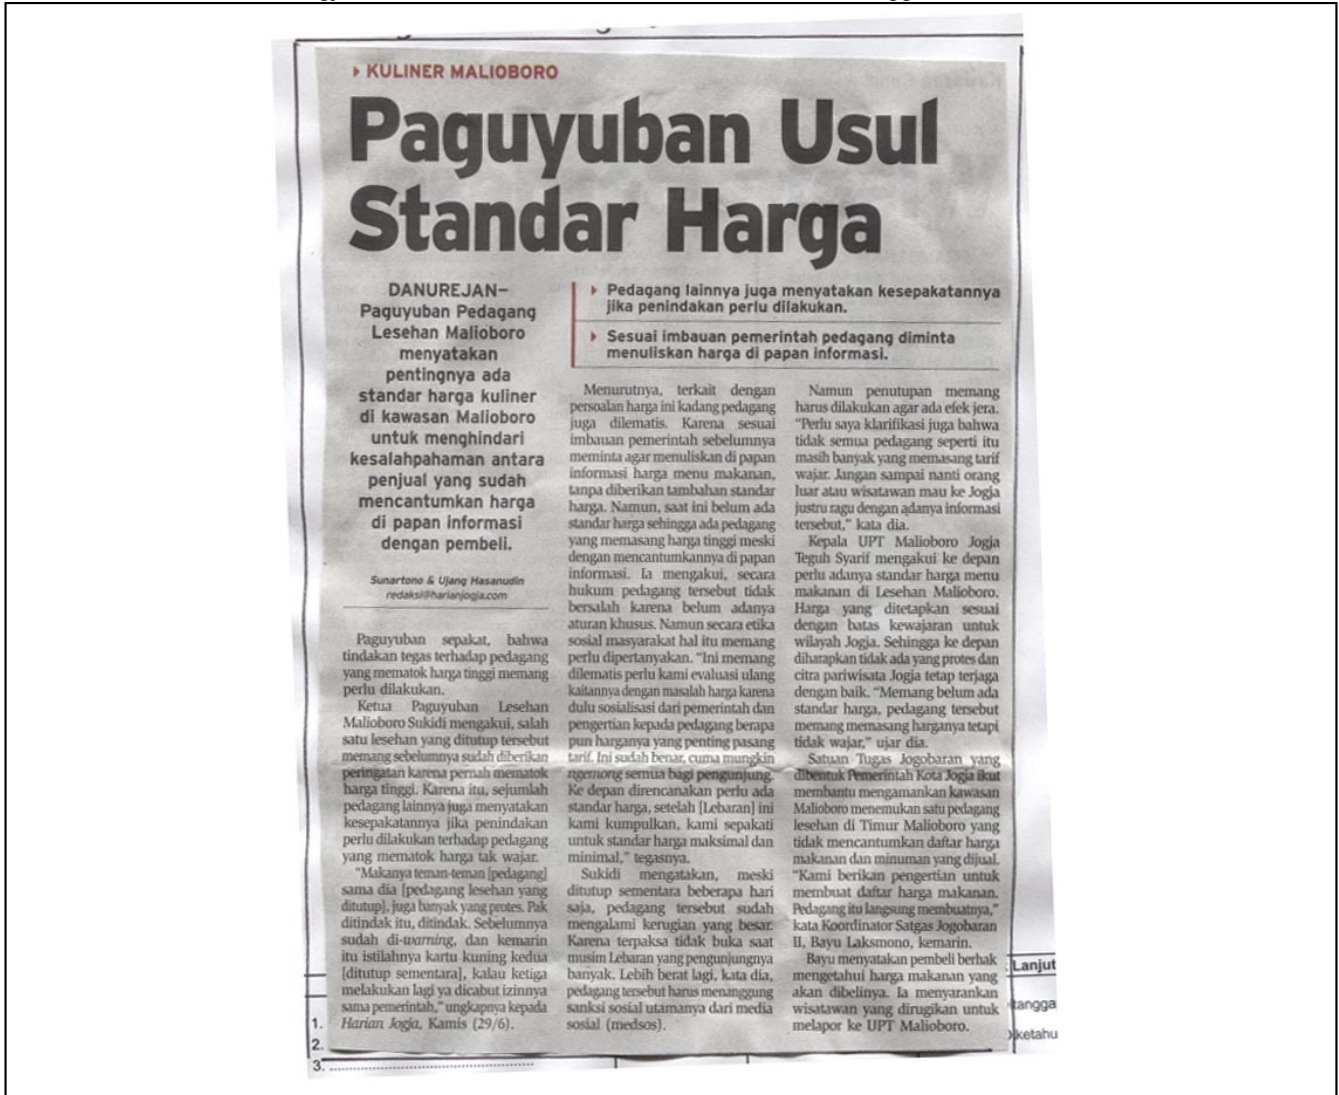 KULINER MALIOBORO
Paguyuban Usul
Standar Harga
DANUREJAN–
Paguyuban Pedagang
Lesehan Malioboro
menyatakan
pentingnya ada
standar harga kuliner
di kawasan Malioboro
untuk menghindari
kesalahpahaman antara
penjual yang sudah
mencantumkan harga
di papan informasi
dengan pembeli.
Sunartono & Ujang Hasanudin
redaksi@harianjogja.com
Pedagang lainnya juga menyatakan kesepakatannya
jika penindakan perlu dilakukan.
Sesuai imbauan pemerintah pedagang diminta
menuliskan harga di papan informasi.
Paguyuban sepakat, bahwa
tindakan tegas terhadap pedagang
yang mematok harga tinggi memang
perlu dilakukan.
Ketua Paguyuban Lesehan
Malioboro Sukidi mengakui, salah
satu lesehan yang ditutup tersebut
memang sebelumnya sudah diberikan
peringatan karena pernah mematok
harga tinggi. Karena itu, sejumlah
pedagang lainnya juga menyatakan
kesepakatannya jika penindakan
perlu dilakukan terhadap pedagang
yang mematok harga tak wajar.
"Makanya teman-teman [pedagang]
sama dia [pedagang lesehan yang
ditutup], juga banyak yang protes. Pak
ditindak itu, ditindak. Sebelumnya
sudah di-warning, dan kemarin
itu istilahnya kartu kuning kedua
[ditutup sementara], kalau ketiga
melakukan lagi ya dicabut izinnya
sama pemerintah," ungkapnya kepada
Harian Jogja, Kamis (29/6).
Menurutnya, terkait dengan
persoalan harga ini kadang pedagang
juga dilematis. Karena sesuai
imbauan pemerintah sebelumnya
meminta agar menuliskan di papan
informasi harga menu makanan,
tanpa diberikan tambahan standar
harga. Namun, saat ini belum ada
standar harga sehingga ada pedagang
yang memasang harga tinggi meski
dengan mencantumkannya di papan
informasi. Ia mengakui, secara
hukum pedagang tersebut tidak
bersalah karena belum adanya
aturan khusus. Namun secara etika
sosial masyarakat hal itu memang
perlu dipertanyakan. "Ini memang
dilematis perlu kami evaluasi ulang
kaitannya dengan masalah harga karena
dulu sosialisasi dari pemerintah dan
pengertian kepada pedagang berapa
pun harganya yang penting pasang
tarif. Ini sudah benar, cuma mungkin
ngemong semua bagi pengunjung.
Ke depan direncanakan perlu ada
standar harga, setelah [Lebaran] ini
kami kumpulkan, kami sepakati
untuk standar harga maksimal dan
minimal," tegasnya.
Sukidi mengatakan, meski
ditutup sementara beberapa hari
saja, pedagang tersebut sudah
mengalami kerugian yang besar.
Karena terpaksa tidak buka saat
musim Lebaran yang pengunjungnya
banyak. Lebih berat lagi, kata dia,
pedagang tersebut harus menanggung
sanksi sosial utamanya dari media
sosial (medsos).
Namun penutupan memang
harus dilakukan agar ada efek jera.
"Perlu saya klarifikasi juga bahwa
tidak semua pedagang seperti itu
masih banyak yang memasang tarif
wajar. Jangan sampai nanti orang
luar atau wisatawan mau ke Jogja
justru ragu dengan adanya informasi
tersebut," kata dia.
Kepala UPT Malioboro Jogja
Teguh Syarif mengakui ke depan
perlu adanya standar harga menu
makanan di Lesehan Malioboro.
Harga yang ditetapkan sesuai
dengan batas kewajaran untuk
wilayah Jogja. Sehingga ke depan
diharapkan tidak ada yang protes dan
citra pariwisata Jogja tetap terjaga
dengan baik. "Memang belum ada
standar harga, pedagang tersebut
memang memasang harganya tetapi
tidak wajar," ujar dia.
Satuan Tugas Jogobaran yang
dibentuk Pemerintah Kota Jogja ikut
membantu mengamankan kawasan
Malioboro menemukan satu pedagang
lesehan di Timur Malioboro yang
tidak mencantumkan daftar harga
makanan dan minuman yang dijual.
"Kami berikan pengertian untuk
membuat daftar harga makanan.
Pedagang itu langsung membuatnya,"
kata Koordinator Satgas Jogobaran
II, Bayu Laksmono, kemarin.
Bayu menyatakan pembeli berhak
mengetahui harga makanan yang
akan dibelinya. Ia menyarankan
wisatawan yang dirugikan untuk
melapor ke UPT Malioboro.
Lanjut
1.
2.
3.